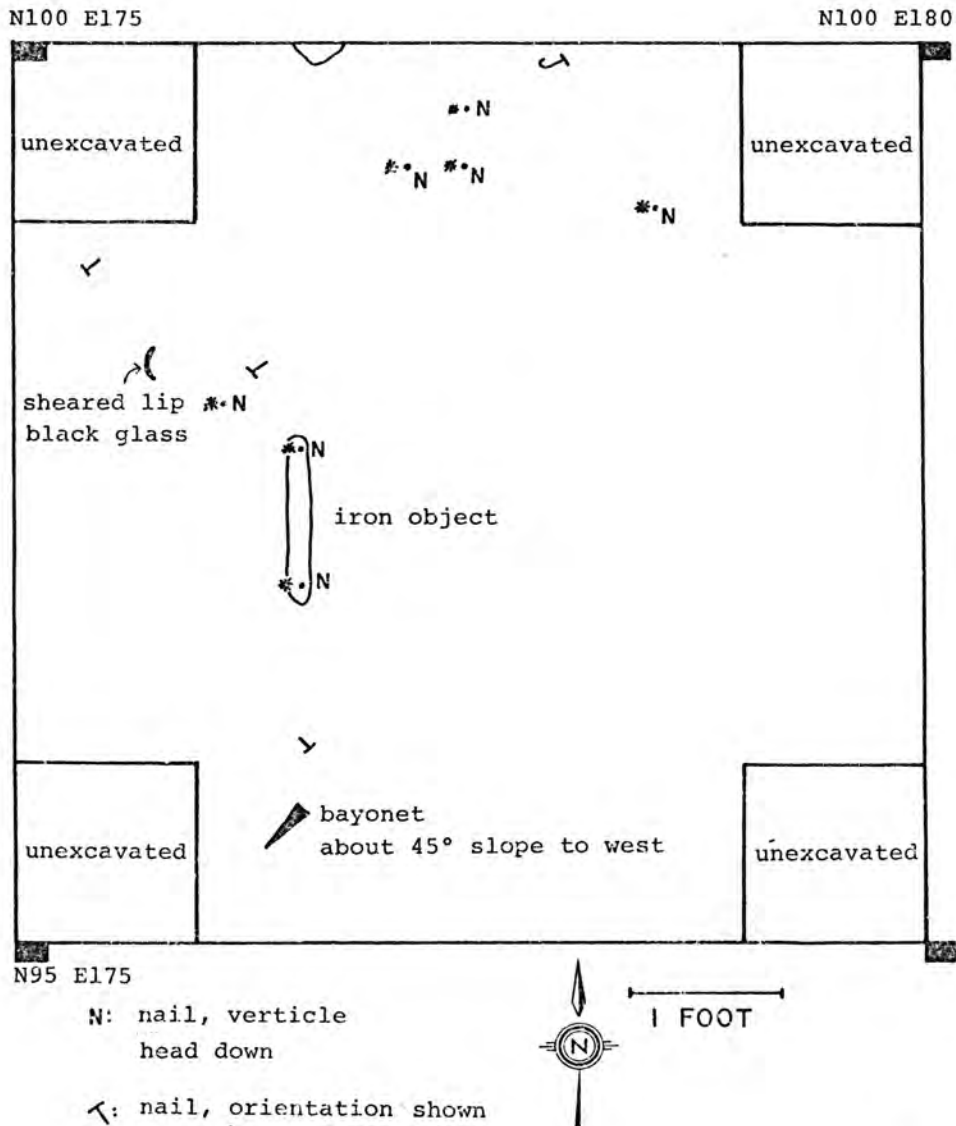 N100 E175
N100 E180
unexcavated
unexcavated
N
N
N
N
sheared lip
black glass
N
N
iron object
N
bayonet
about 45° slope to west
unexcavated
unexcavated
N95 E175
N: nail, verticle
head down
1 FOOT
N
T: nail, orientation shown